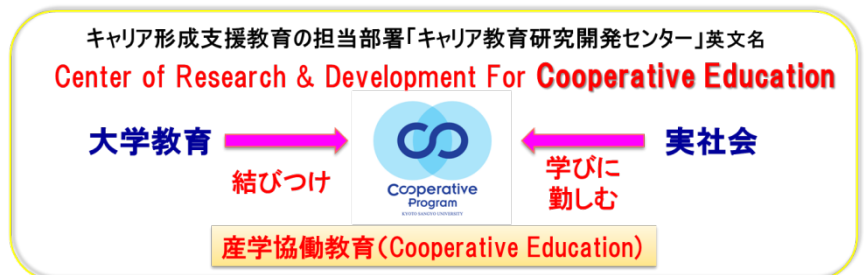 キャリア形成支援教育の担当部署「キャリア教育研究開発センター」英文名
Center of Research & Development For Cooperative Education
大学教育
結びつけ
Cooperative
Program
KYOTO SANGYO UNIVERSITY
学びに
勤しむ
実社会
産学協働教育(Cooperative Education)